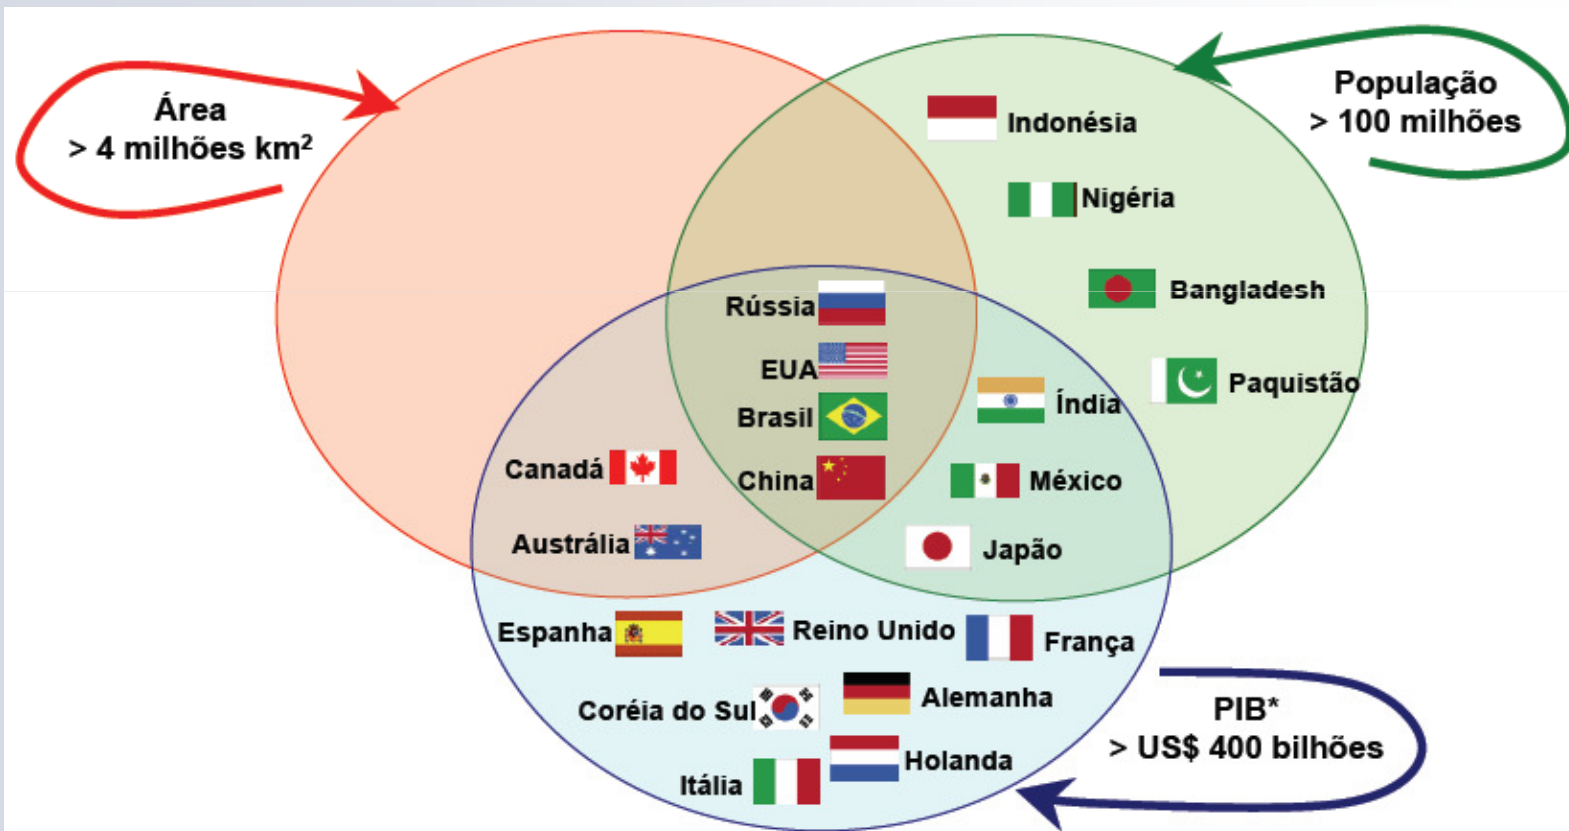 Área
> 4 milhões km²
População
> 100 milhões
Indonésia
Nigéria
Bangladesh
Paquistão
Rússia
EUA
Brasil
China
Índia
México
Japão
Canadá
Austrália
Espanha
Reino Unido
França
Coréia do Sul
Alemanha
Itália
Holanda
PIB*
> US$ 400 bilhões